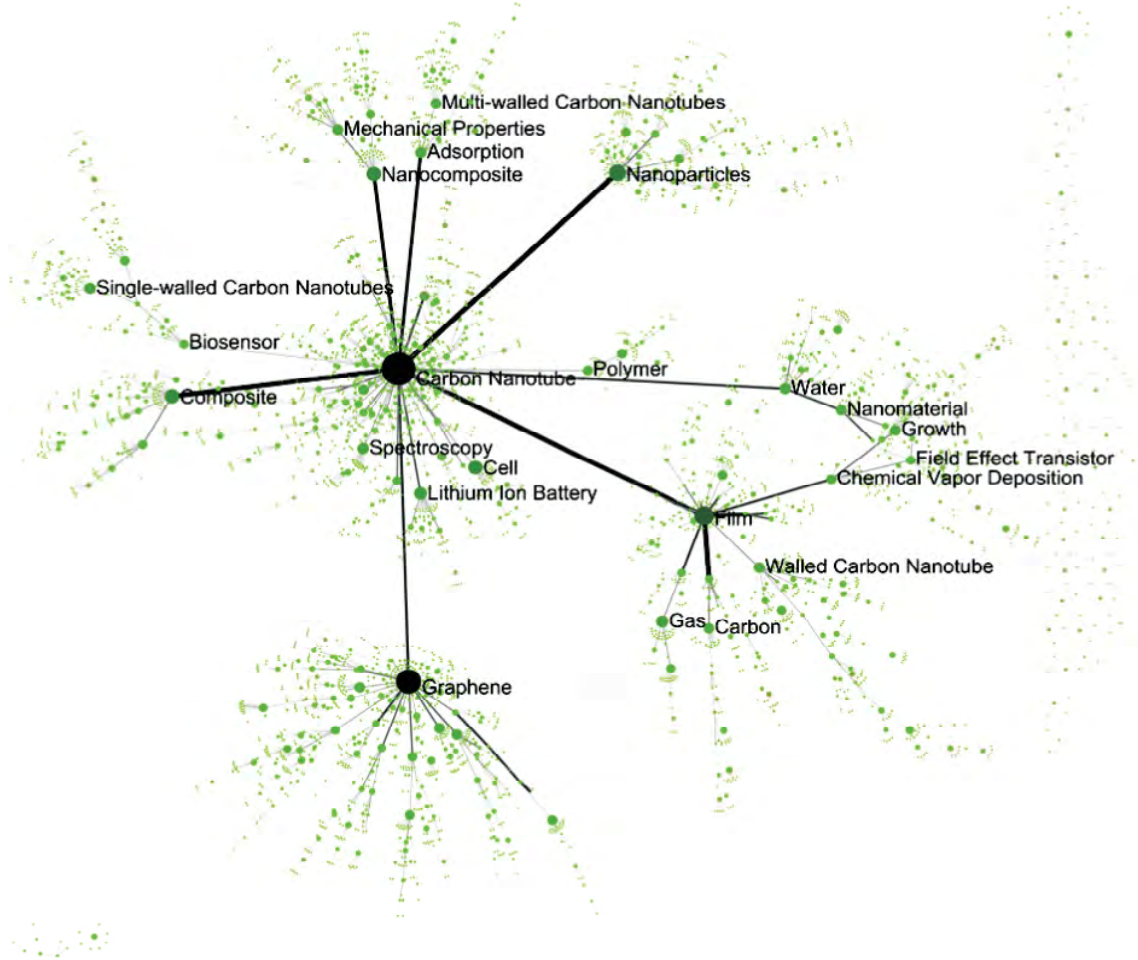 Multi-walled Carbon Nanotubes
Mechanical Properties
Adsorption
Nanocomposite
Nanoparticles
Single-walled Carbon Nanotubes
Biosensor
Polymer
Carbon Nanotube
Water
Composite
Nanomaterial
Growth
Spectroscopy
Field Effect Transistor
Cell
Chemical Vapor Deposition
Lithium Ion Battery
Film
Walled Carbon Nanotube
Gas
Carbon
Graphene